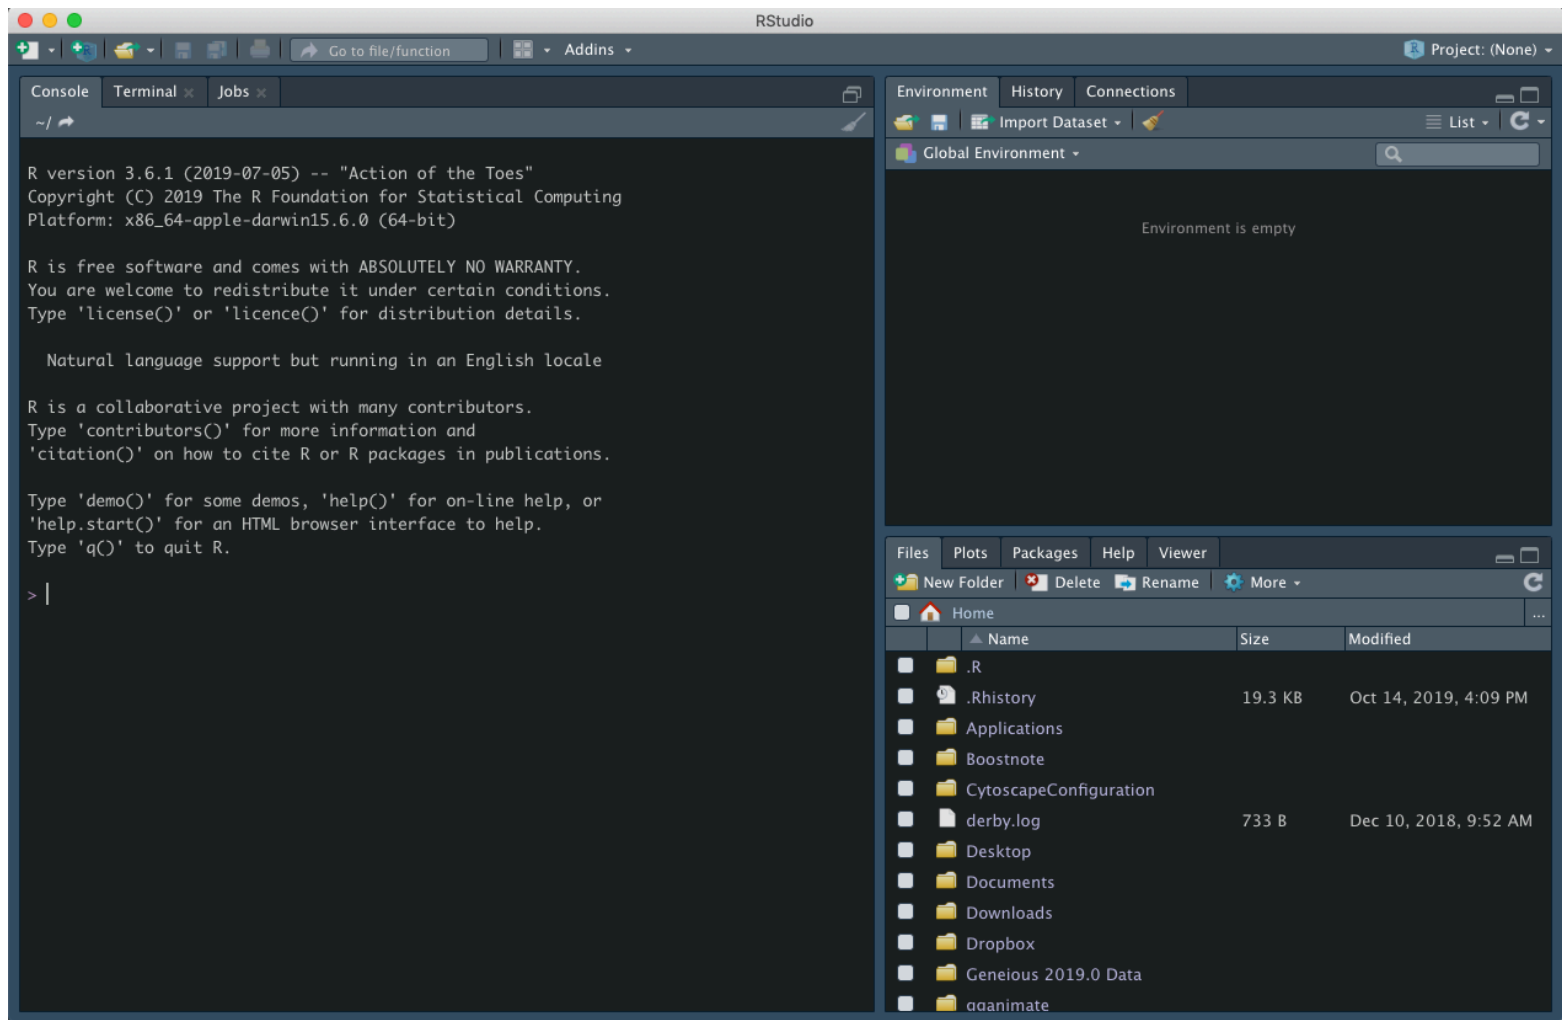 RStudio
Go to file/function
Addins
Project: (None)
Console Terminal Jobs
~/
R version 3.6.1 (2019-07-05) -- "Action of the Toes"
Copyright (C) 2019 The R Foundation for Statistical Computing
Platform: x86_64-apple-darwin15.6.0 (64-bit)
R is free software and comes with ABSOLUTELY NO WARRANTY.
You are welcome to redistribute it under certain conditions.
Type 'license()' or 'licence()' for distribution details.
Natural language support but running in an English locale
R is a collaborative project with many contributors.
Type 'contributors()' for more information and
'citation()' on how to cite R or R packages in publications.
Type 'demo()' for some demos, 'help()' for on-line help, or
'help.start()' for an HTML browser interface to help.
Type 'q()' to quit R.
>
Environment History Connections
Import Dataset List
Global Environment
Environment is empty
Files Plots Packages Help Viewer
New Folder Delete Rename More
Home ...
Name Size Modified
.R
.Rhistory 19.3 KB Oct 14, 2019, 4:09 PM
Applications
Boostnote
CytoscapeConfiguration
derby.log 733 B Dec 10, 2018, 9:52 AM
Desktop
Documents
Downloads
Dropbox
Geneious 2019.0 Data
gganimate